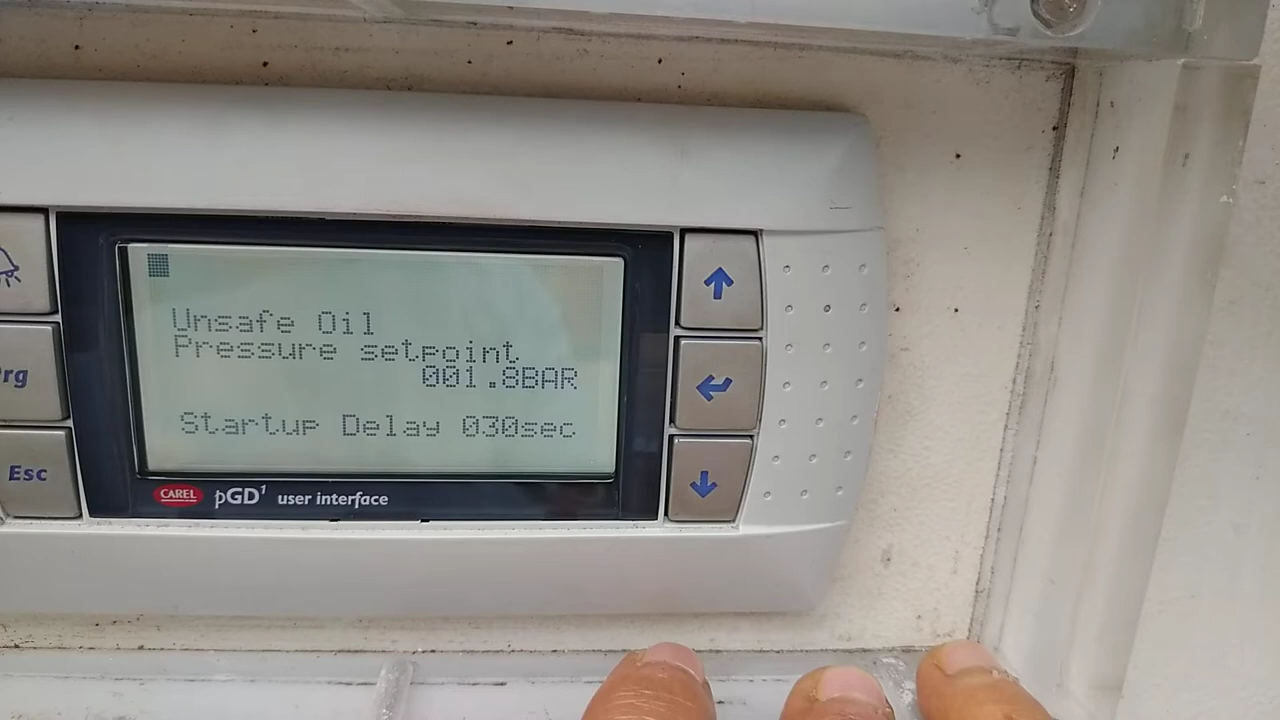 Unsafe Oil
Pressure setpoint
001.8BAR
Startup Delay 030sec
rg
Esc
CAREL pGD¹ user interface